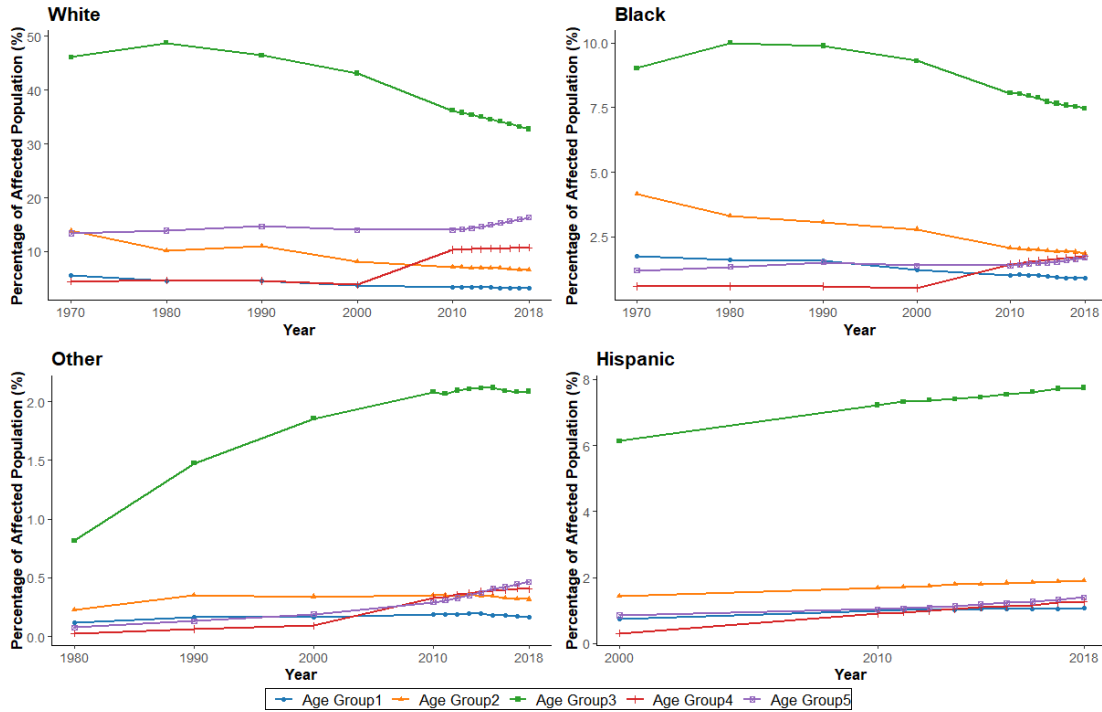 White
Percentage of Affected Population (%)
50
40
30
20
10
1970 1980 1990 2000 2010 2018
Year
Black
Percentage of Affected Population (%)
10.0
7.5
5.0
2.5
1970 1980 1990 2000 2010 2018
Year
Other
Percentage of Affected Population (%)
2.0
1.5
1.0
0.5
0.0
1980 1990 2000 2010 2018
Year
Hispanic
Percentage of Affected Population (%)
8
6
4
2
0
2000 2010 2018
Year
Age Group1 Age Group2 Age Group3 Age Group4 Age Group5